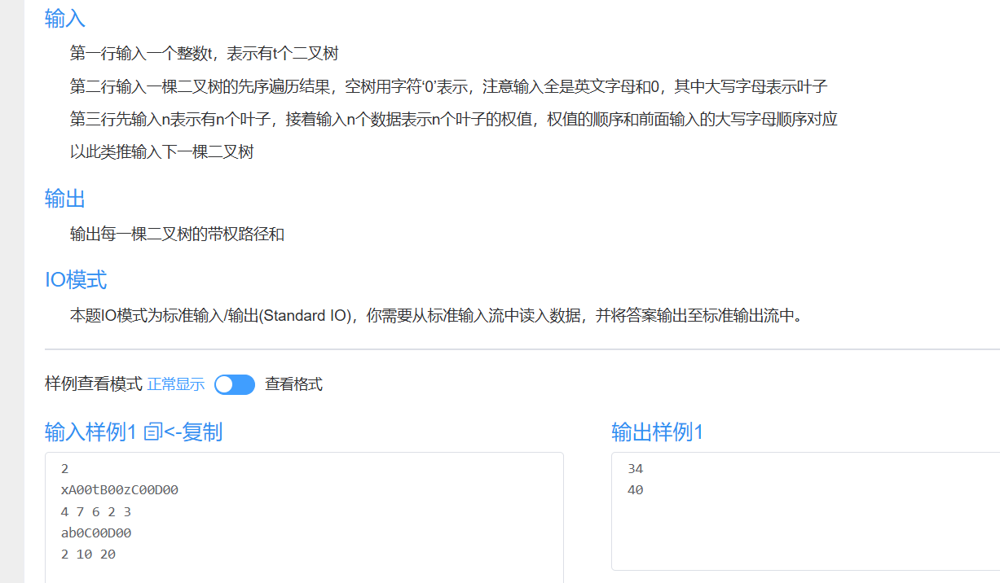 输入
第一行输入一个整数t，表示有t个二叉树
第二行输入一棵二叉树的先序遍历结果，空树用字符‘0’表示，注意输入全是英文字母和0，其中大写字母表示叶子
第三行先输入n表示有n个叶子，接着输入n个数据表示n个叶子的权值，权值的顺序和前面输入的大写字母顺序对应
以此类推输入下一棵二叉树
输出
输出每一棵二叉树的带权路径和
IO模式
本题IO模式为标准输入/输出(Standard IO)，你需要从标准输入流中读入数据，并将答案输出至标准输出流中。
样例查看模式 正常显示 查看格式
输入样例1 <-复制
2
xA00tB00zC00D00
4 7 6 2 3
ab0C00D00
2 10 20
输出样例1
34
40